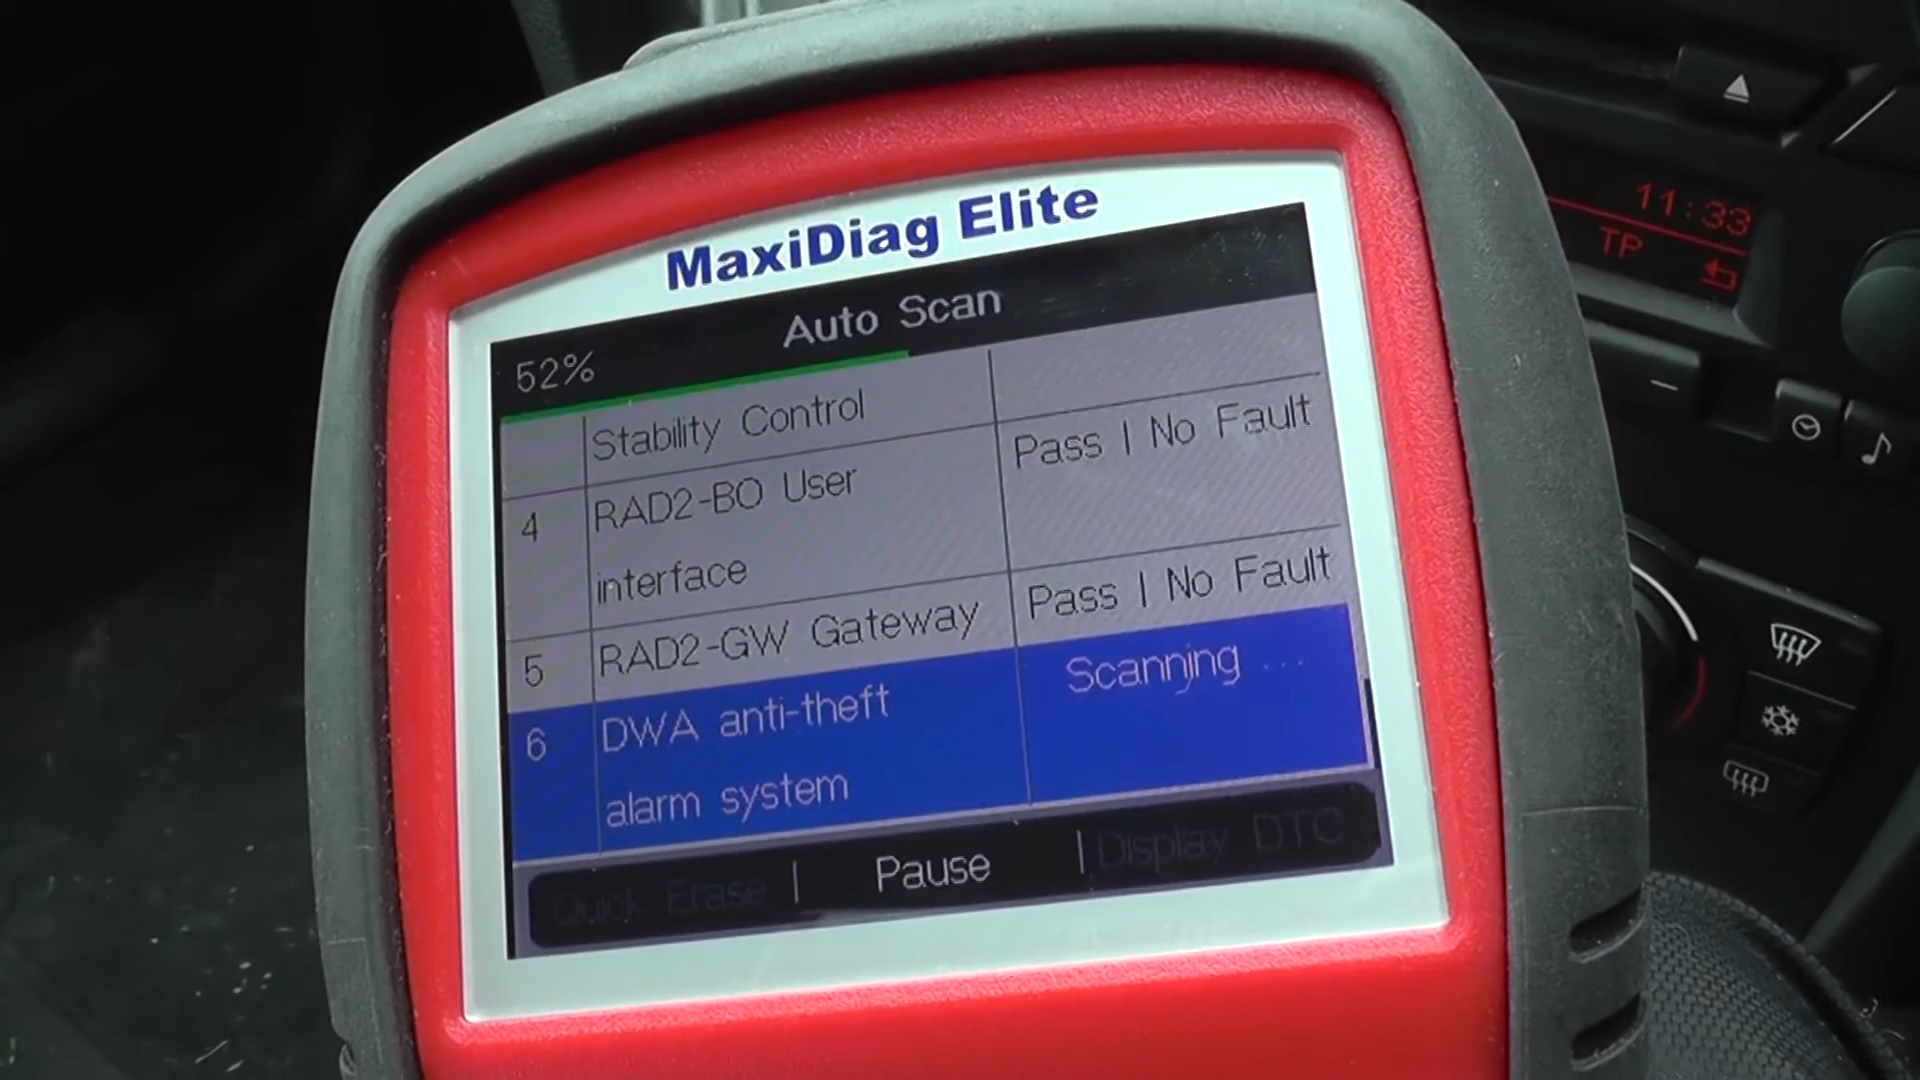 MaxiDiag Elite
Auto Scan
52%
Stability Control
4 RAD2-BO User interface Pass | No Fault
5 RAD2-GW Gateway Pass | No Fault
6 DWA anti-theft alarm system Scanning ...
Quick Erase | Pause | Display DTC
11:33
TP